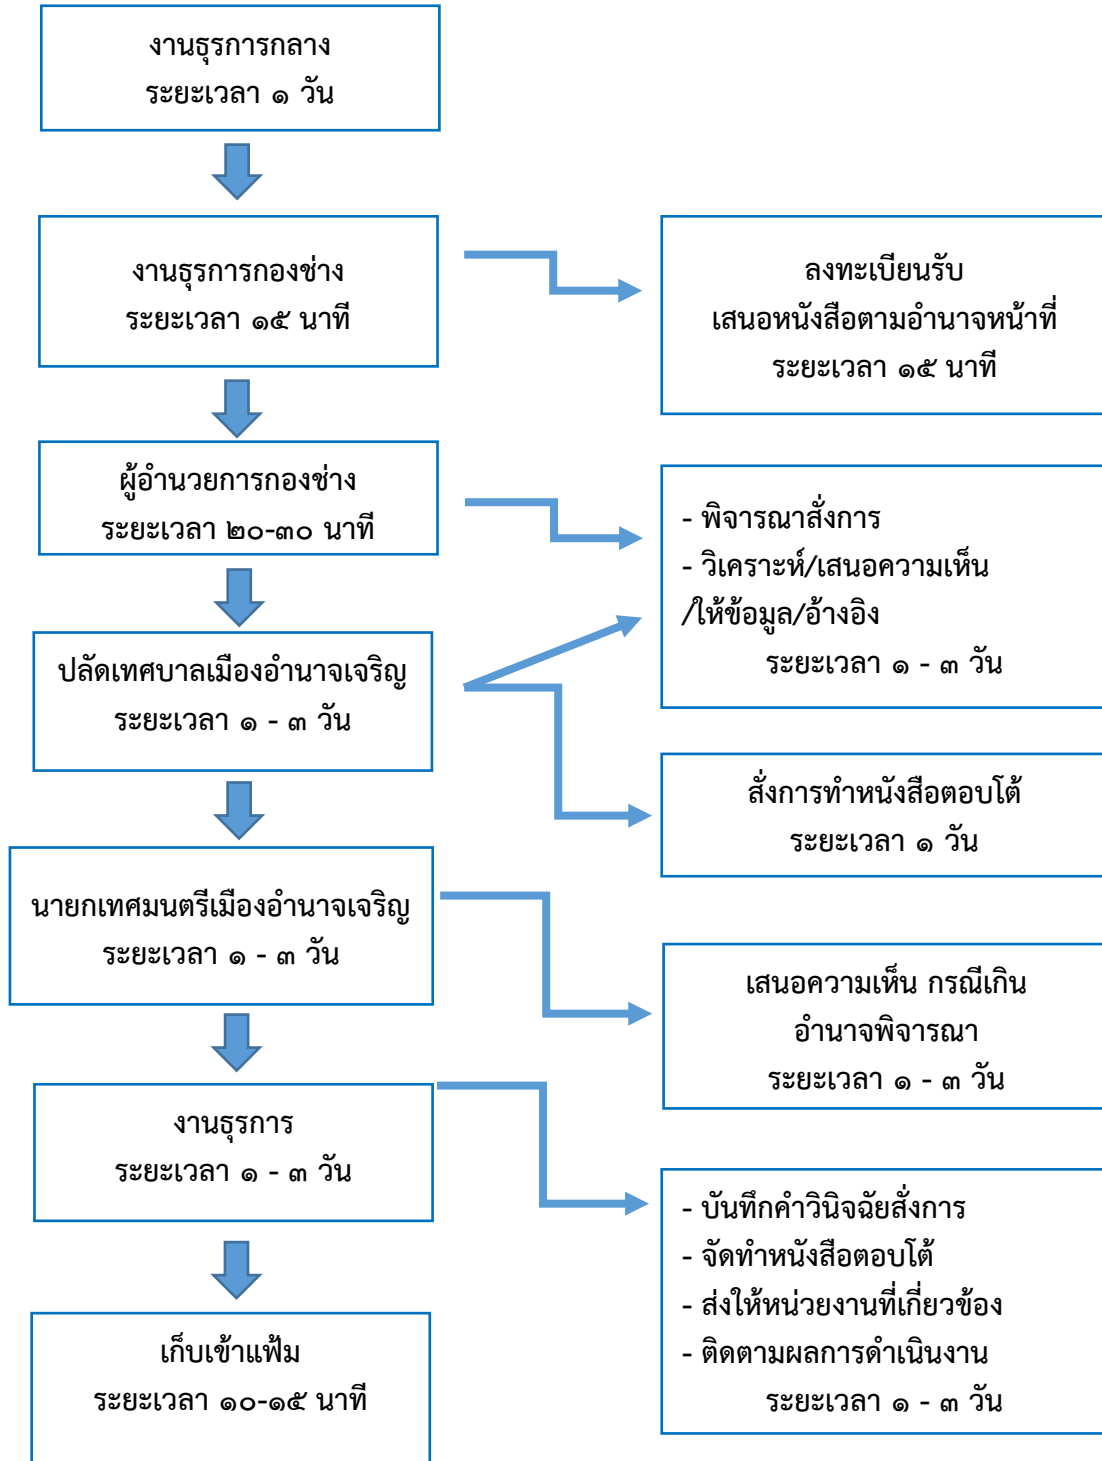 งานธุรการกลาง
ระยะเวลา ๑ วัน
งานธุรการกองช่าง
ระยะเวลา ๑๕ นาที
ลงทะเบียนรับ
เสนอหนังสือตามอำนาจหน้าที่
ระยะเวลา ๑๕ นาที
ผู้อำนวยการกองช่าง
ระยะเวลา ๒๐-๓๐ นาที
- พิจารณาสั่งการ
- วิเคราะห์/เสนอความเห็น
/ให้ข้อมูล/อ้างอิง
ระยะเวลา ๑ - ๓ วัน
ปลัดเทศบาลเมืองอำนาจเจริญ
ระยะเวลา ๑ - ๓ วัน
สั่งการทำหนังสือตอบโต้
ระยะเวลา ๑ วัน
นายกเทศมนตรีเมืองอำนาจเจริญ
ระยะเวลา ๑ - ๓ วัน
เสนอความเห็น กรณีเกิน
อำนาจพิจารณา
ระยะเวลา ๑ - ๓ วัน
งานธุรการ
ระยะเวลา ๑ - ๓ วัน
- บันทึกคำวินิจฉัยสั่งการ
- จัดทำหนังสือตอบโต้
- ส่งให้หน่วยงานที่เกี่ยวข้อง
- ติดตามผลการดำเนินงาน
ระยะเวลา ๑ - ๓ วัน
เก็บเข้าแฟ้ม
ระยะเวลา ๑๐-๑๕ นาที